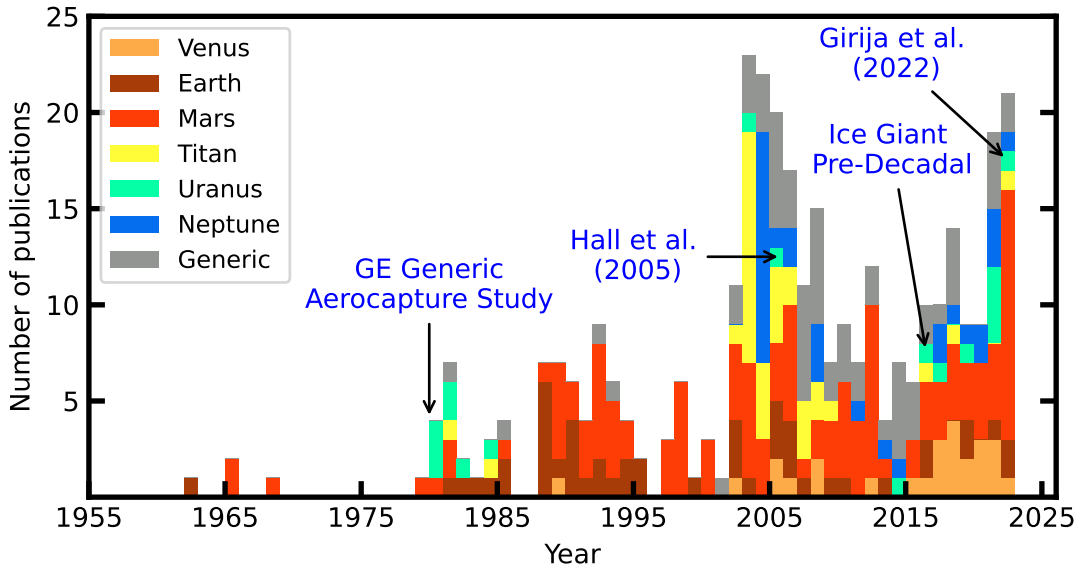 Number of publications
25
20
15
10
5
Venus
Earth
Mars
Titan
Uranus
Neptune
Generic
GE Generic
Aerocapture Study
Hall et al.
(2005)
Girija et al.
(2022)
Ice Giant
Pre-Decadal
1955
1965
1975
1985
1995
2005
2015
2025
Year